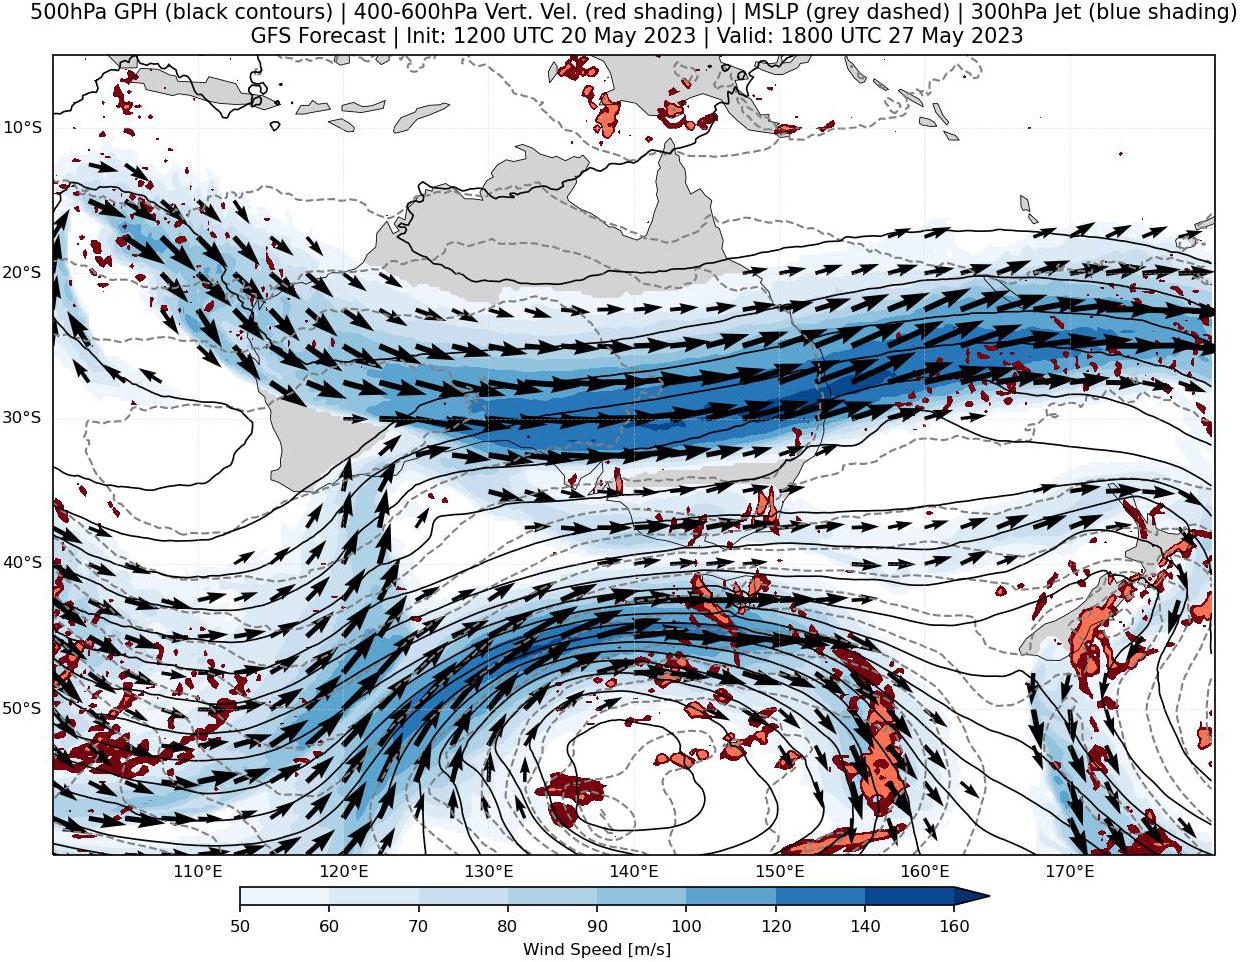 500hPa GPH (black contours) | 400-600hPa Vert. Vel. (red shading) | MSLP (grey dashed) | 300hPa Jet (blue shading)
GFS Forecast | Init: 1200 UTC 20 May 2023 | Valid: 1800 UTC 27 May 2023
10°S
20°S
30°S
40°S
50°S
110°E 120°E 130°E 140°E 150°E 160°E 170°E
50 60 70 80 90 100 120 140 160
Wind Speed [m/s]